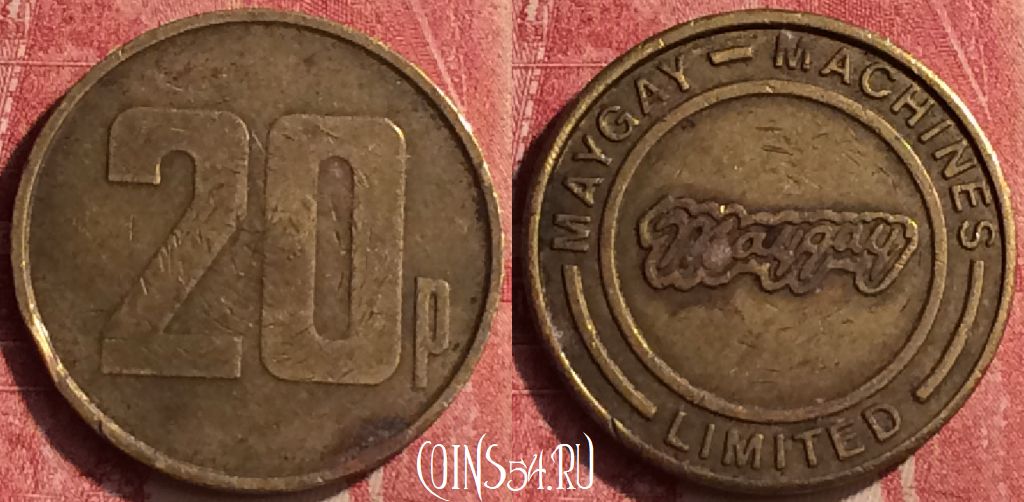 20p
MAYGAY — MACHINES
Maygay
LIMITED
COINS54.RU